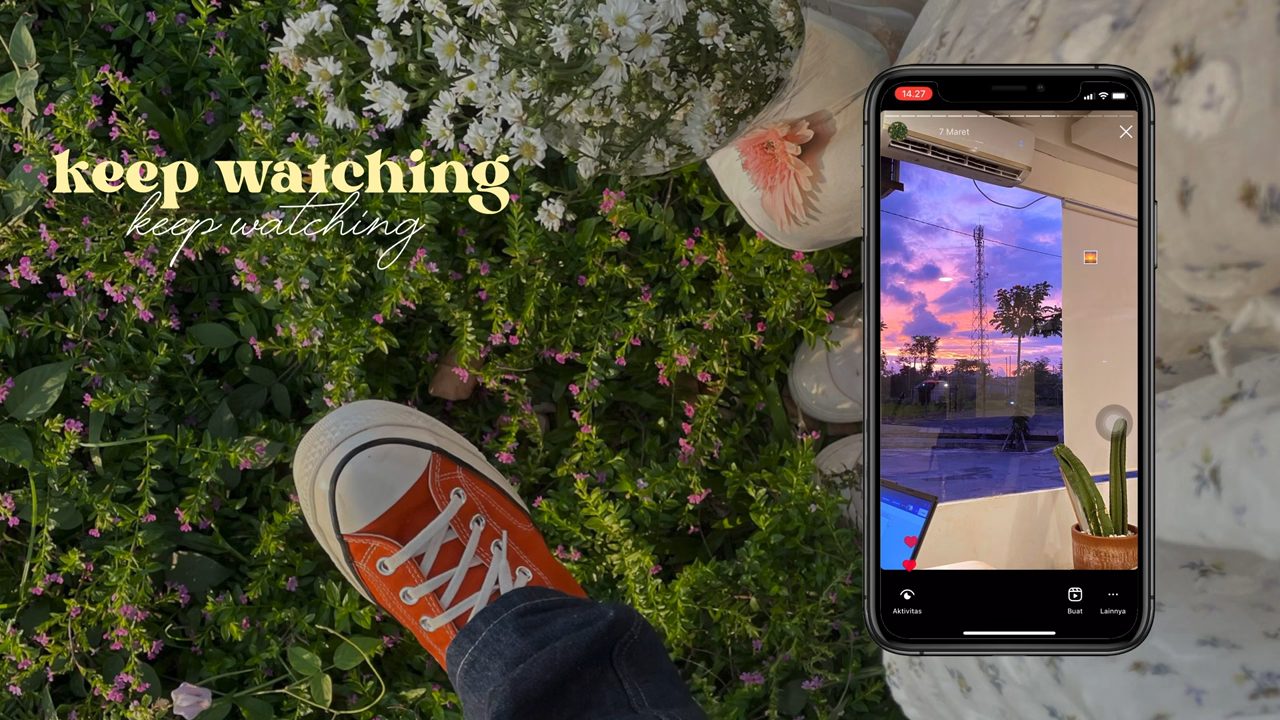 keep watching
keep watching
14.27
7 Maret
Aktivitas
Buat
Lainnya